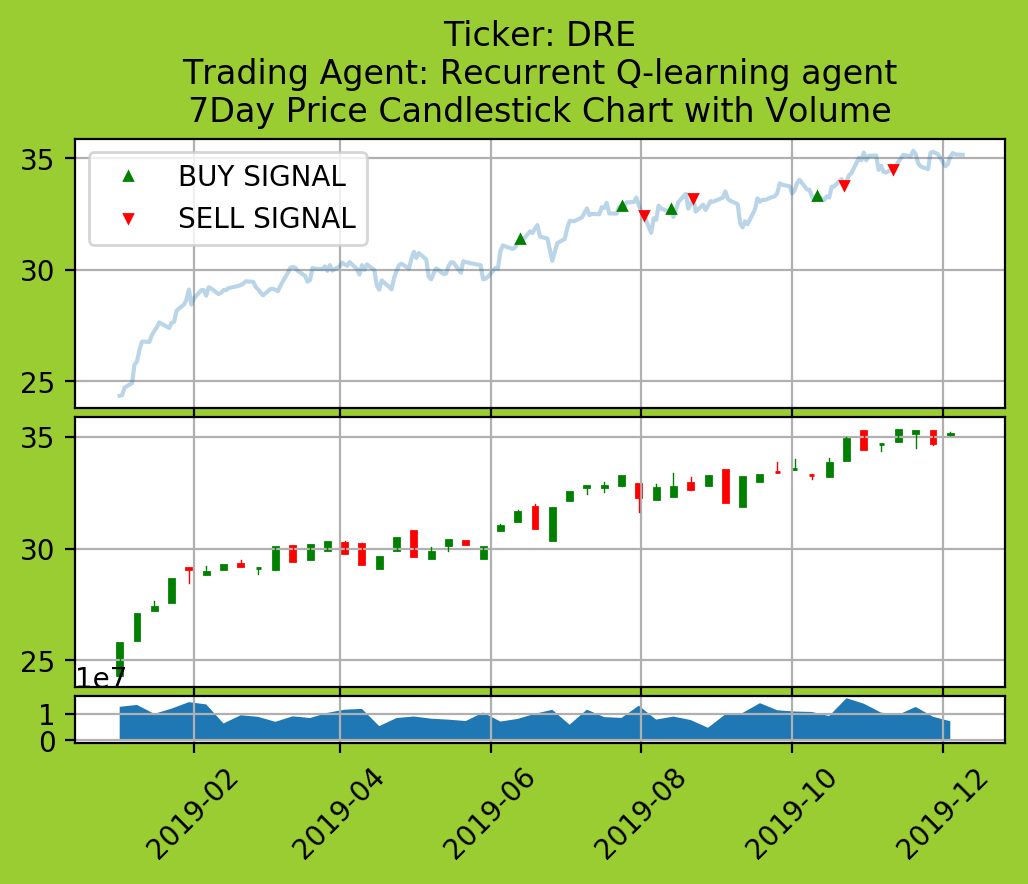 Ticker: DRE
Trading Agent: Recurrent Q-learning agent
7Day Price Candlestick Chart with Volume
35
30
25
BUY SIGNAL
SELL SIGNAL
35
30
25
1e7
1
0
2019-02
2019-04
2019-06
2019-08
2019-10
2019-12